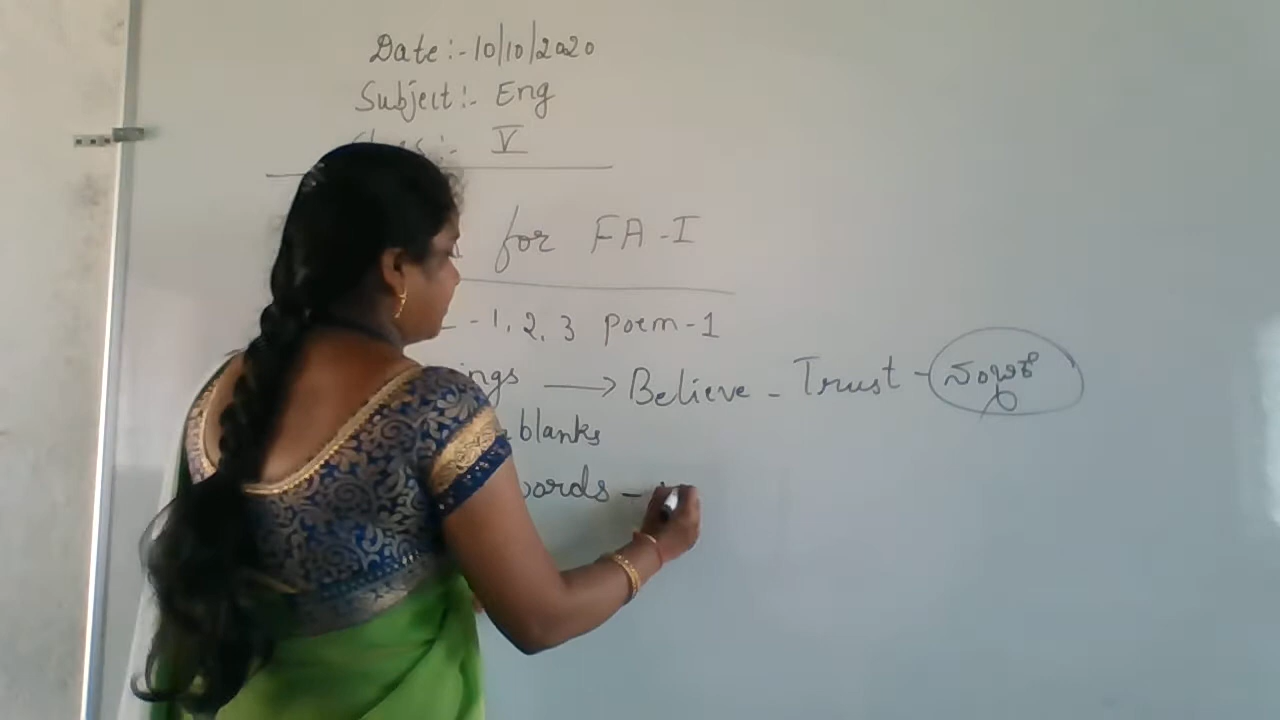 Date:-10/10/2020
Subject:- Eng
Class:- V
for FA-I
-1, 2, 3 poem-1
ings → Believe - Trust - ನಂಬಿಕೆ
blanks
words -